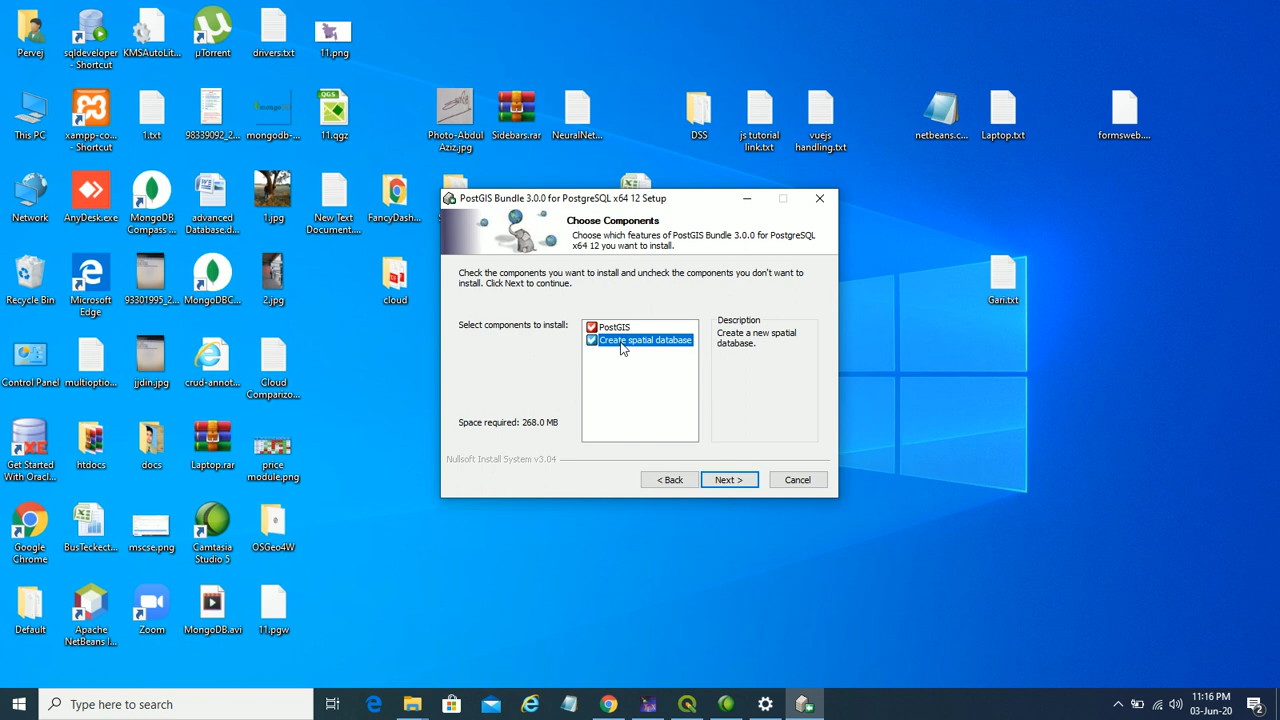 Pervej
sqldeveloper
- Shortcut
KMSAutoLit...
µTorrent
drivers.txt
11.png
This PC
xampp-co...
- Shortcut
1.txt
98339092_2...
mongodb-...
11.qgz
Photo-Abdul
Aziz.jpg
Sidebars.rar
NeuralNet...
DSS
js tutorial
link.txt
vuejs
handling.txt
netbeans.c...
Laptop.txt
formsweb....
Network
AnyDesk.exe
MongoDB
Compass ...
advanced
Database.d...
1.jpg
New Text
Document....
FancyDash...
Recycle Bin
Microsoft
Edge
93301995_2...
MongoDBC...
2.jpg
cloud
Gari.txt
Control Panel
multioptio...
jjdin.jpg
crud-annot...
Cloud
Comparizo...
Get Started
With Oracl...
htdocs
docs
Laptop.rar
price
module.png
Google
Chrome
BusTeckect...
mscse.png
Camtasia
Studio 5
OSGeo4W
Default
Apache
NetBeans I...
Zoom
MongoDB.avi
11.pgw
PostGIS Bundle 3.0.0 for PostgreSQL x64 12 Setup
Choose Components
Choose which features of PostGIS Bundle 3.0.0 for PostgreSQL
x64 12 you want to install.
Check the components you want to install and uncheck the components you don't want to
install. Click Next to continue.
Select components to install:
PostGIS
Create spatial database
Description
Create a new spatial
database.
Space required: 268.0 MB
Nullsoft Install System v3.04
< Back
Next >
Cancel
Type here to search
11:16 PM
03-Jun-20
2